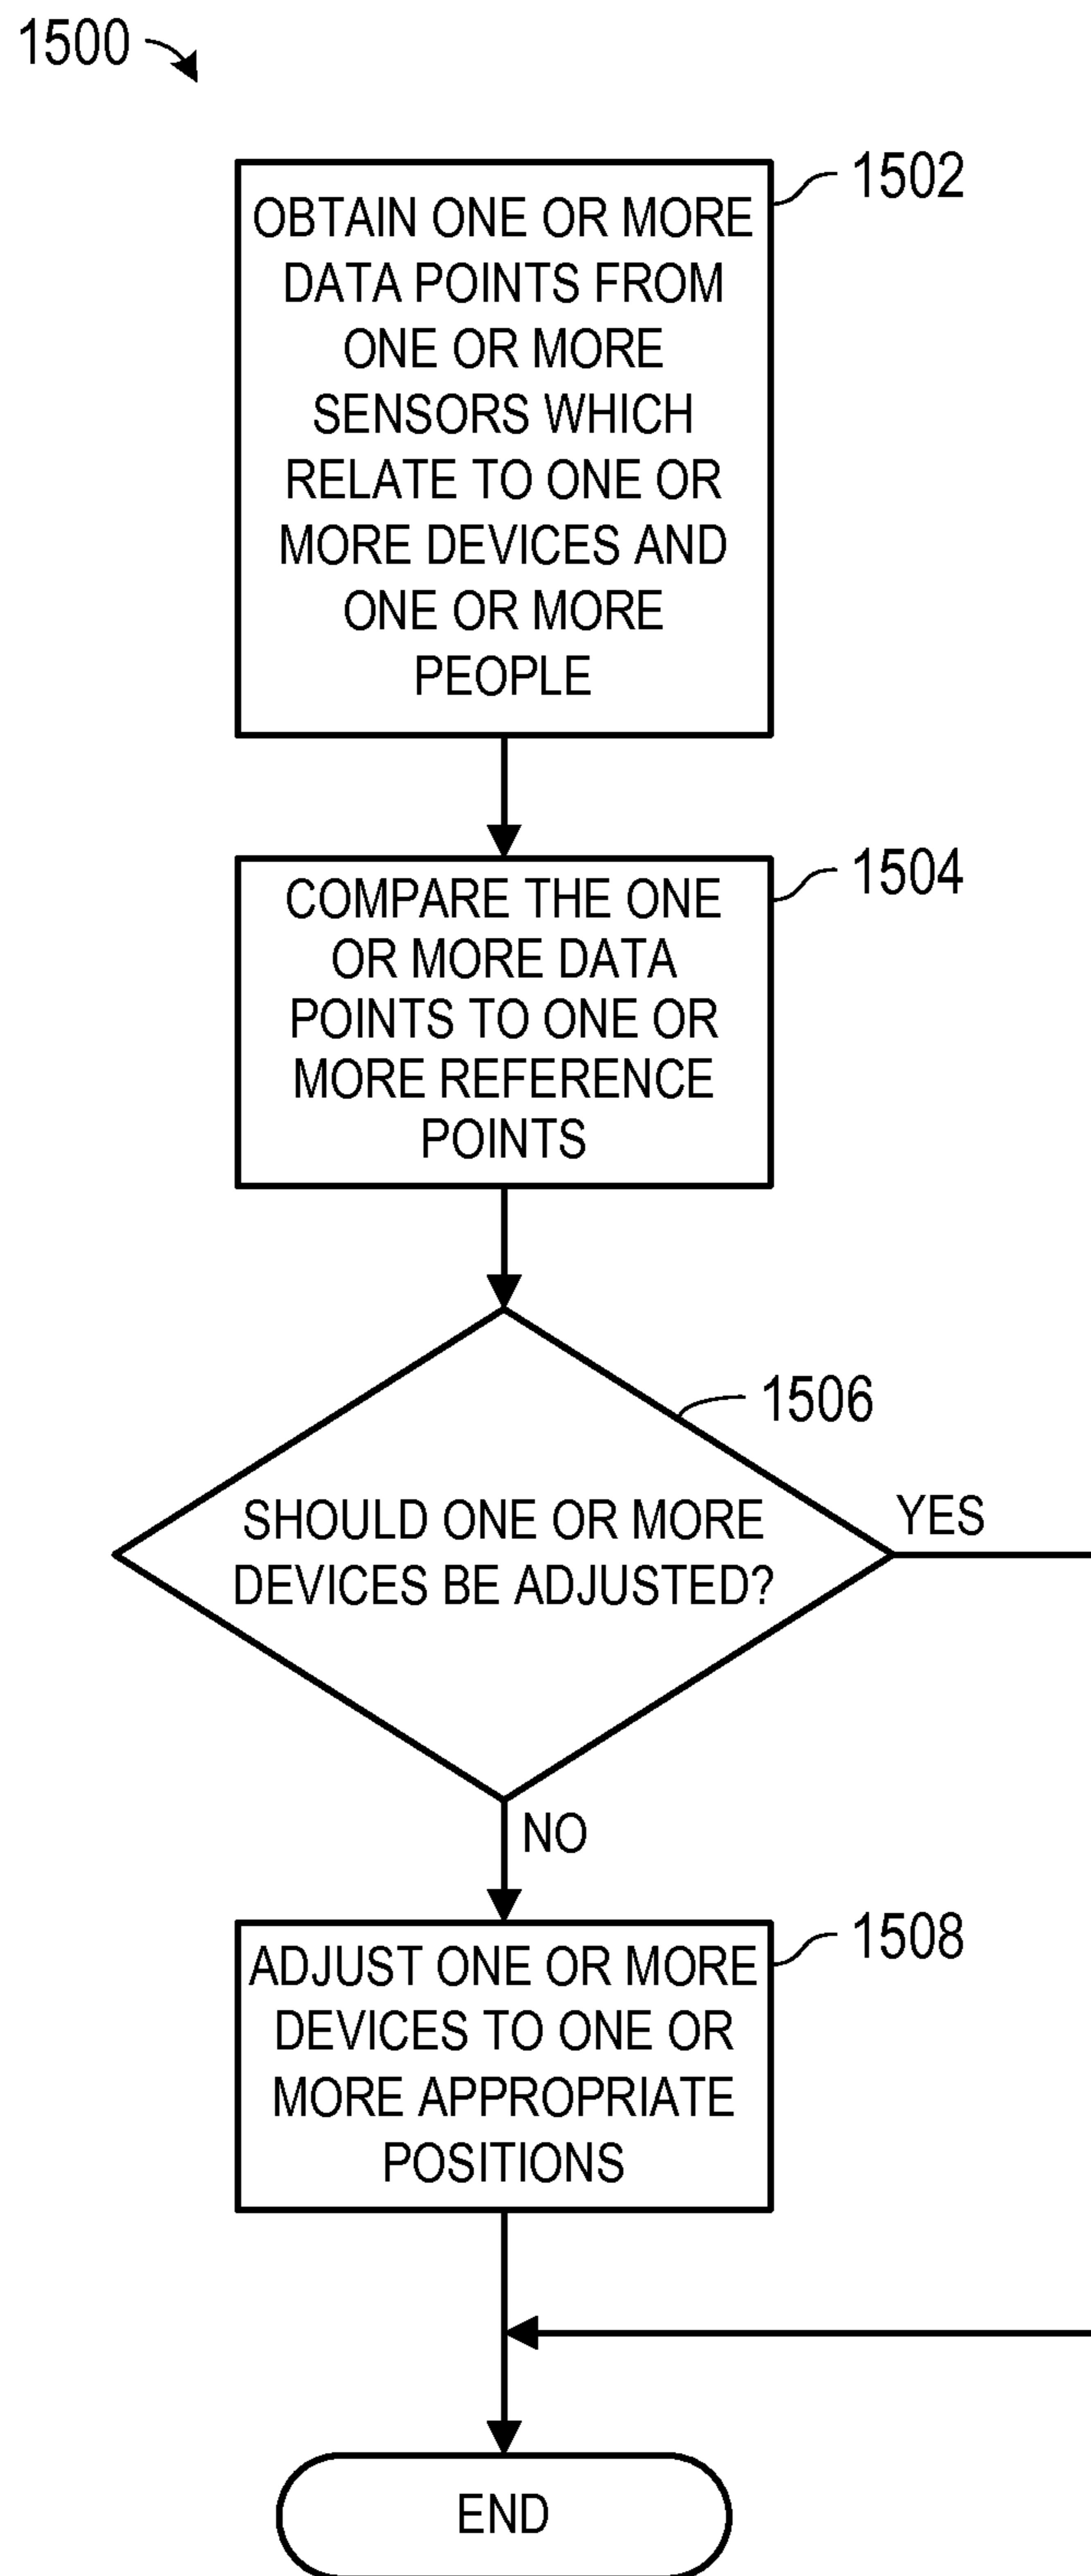 1500
OBTAIN ONE OR MORE
DATA POINTS FROM
ONE OR MORE
SENSORS WHICH
RELATE TO ONE OR
MORE DEVICES AND
ONE OR MORE
PEOPLE
1502
COMPARE THE ONE
OR MORE DATA
POINTS TO ONE OR
MORE REFERENCE
POINTS
1504
SHOULD ONE OR MORE
DEVICES BE ADJUSTED?
1506
YES
NO
ADJUST ONE OR MORE
DEVICES TO ONE OR
MORE APPROPRIATE
POSITIONS
1508
END